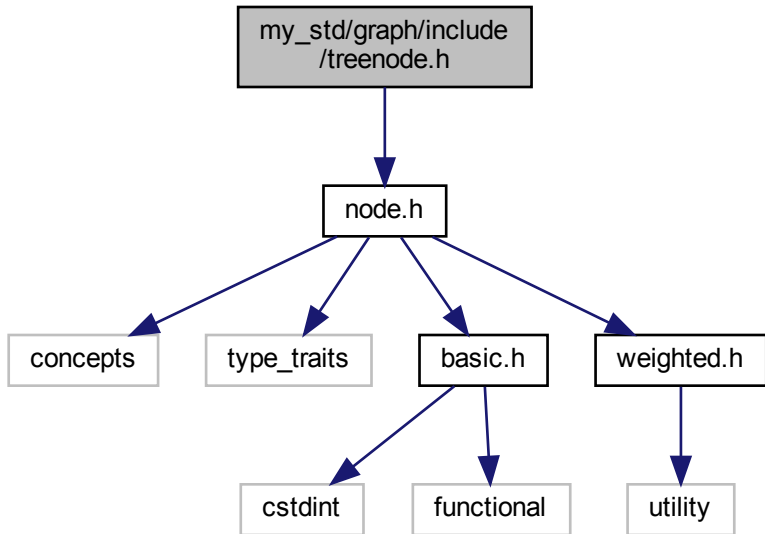 my_std/graph/include
/treenode.h
node.h
concepts
type_traits
basic.h
weighted.h
cstdint
functional
utility